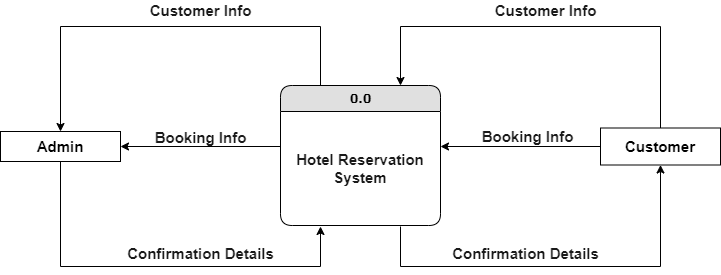 Customer Info
Customer Info
0.0
Booking Info
Booking Info
Admin
Hotel Reservation
System
Customer
Confirmation Details
Confirmation Details